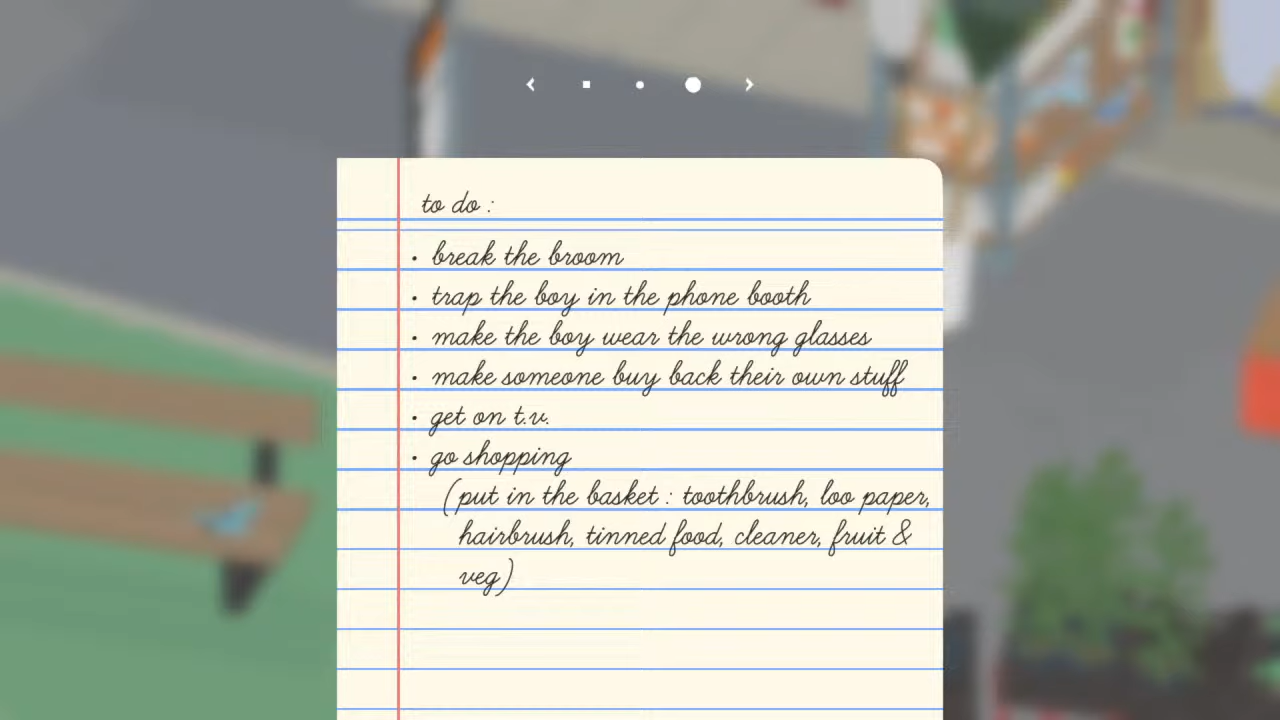 to do :
• break the broom
• trap the boy in the phone booth
• make the boy wear the wrong glasses
• make someone buy back their own stuff
• get on t.v.
• go shopping
(put in the basket : toothbrush, loo paper,
hairbrush, tinned food, cleaner, fruit &
veg)